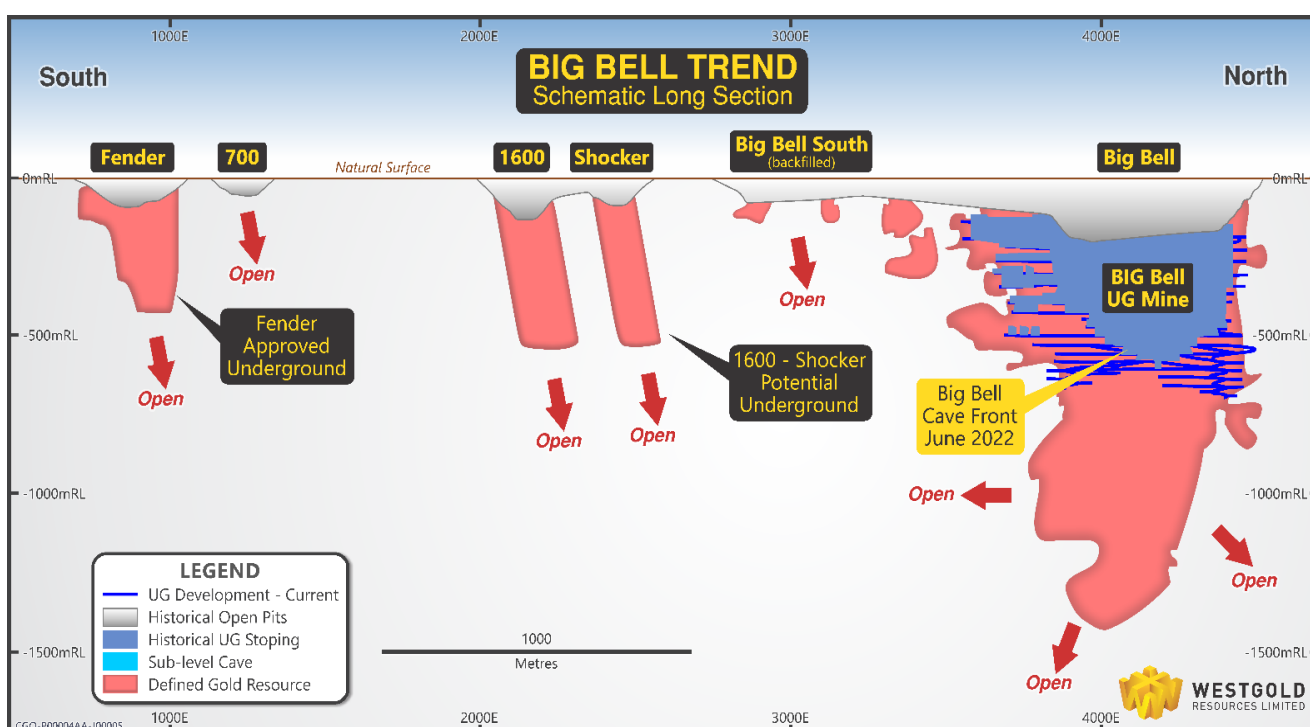 1000E 2000E 3000E 4000E
South
BIG BELL TREND
Schematic Long Section
North
Fender
700
1600
Shocker
Big Bell South
(backfilled)
Big Bell
Natural Surface
0mRL
0mRL
Open
Open
BIG Bell
UG Mine
Fender
Approved
Underground
-500mRL
-500mRL
1600 - Shocker
Potential
Underground
Big Bell
Cave Front
June 2022
Open
Open
Open
-1000mRL
Open
-1000mRL
Open
LEGEND
UG Development - Current
Historical Open Pits
Historical UG Stoping
Sub-level Cave
Defined Gold Resource
1000
Metres
-1500mRL
-1500mRL
Open
WESTGOLD
RESOURCES LIMITED
1000E 2000E 3000E 4000E